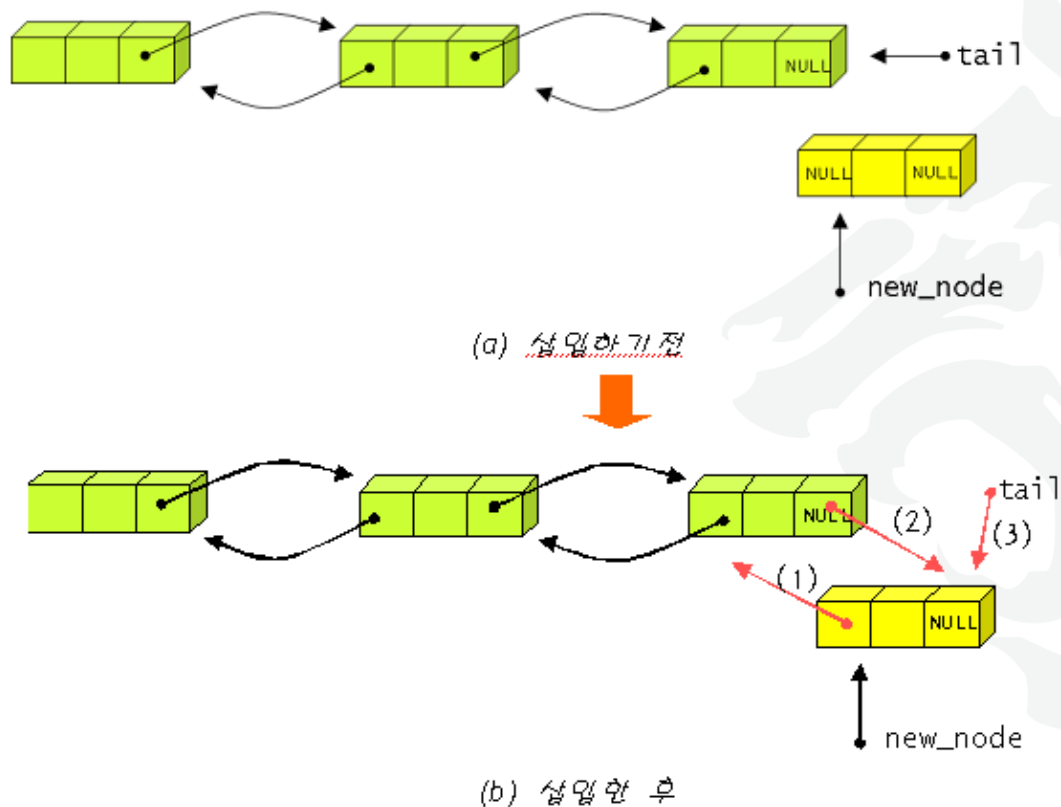 NULL
tail
NULL
NULL
new_node
(a) 삽입하기전
NULL
(2)
tail
(3)
(1)
NULL
new_node
(b) 삽입한 후